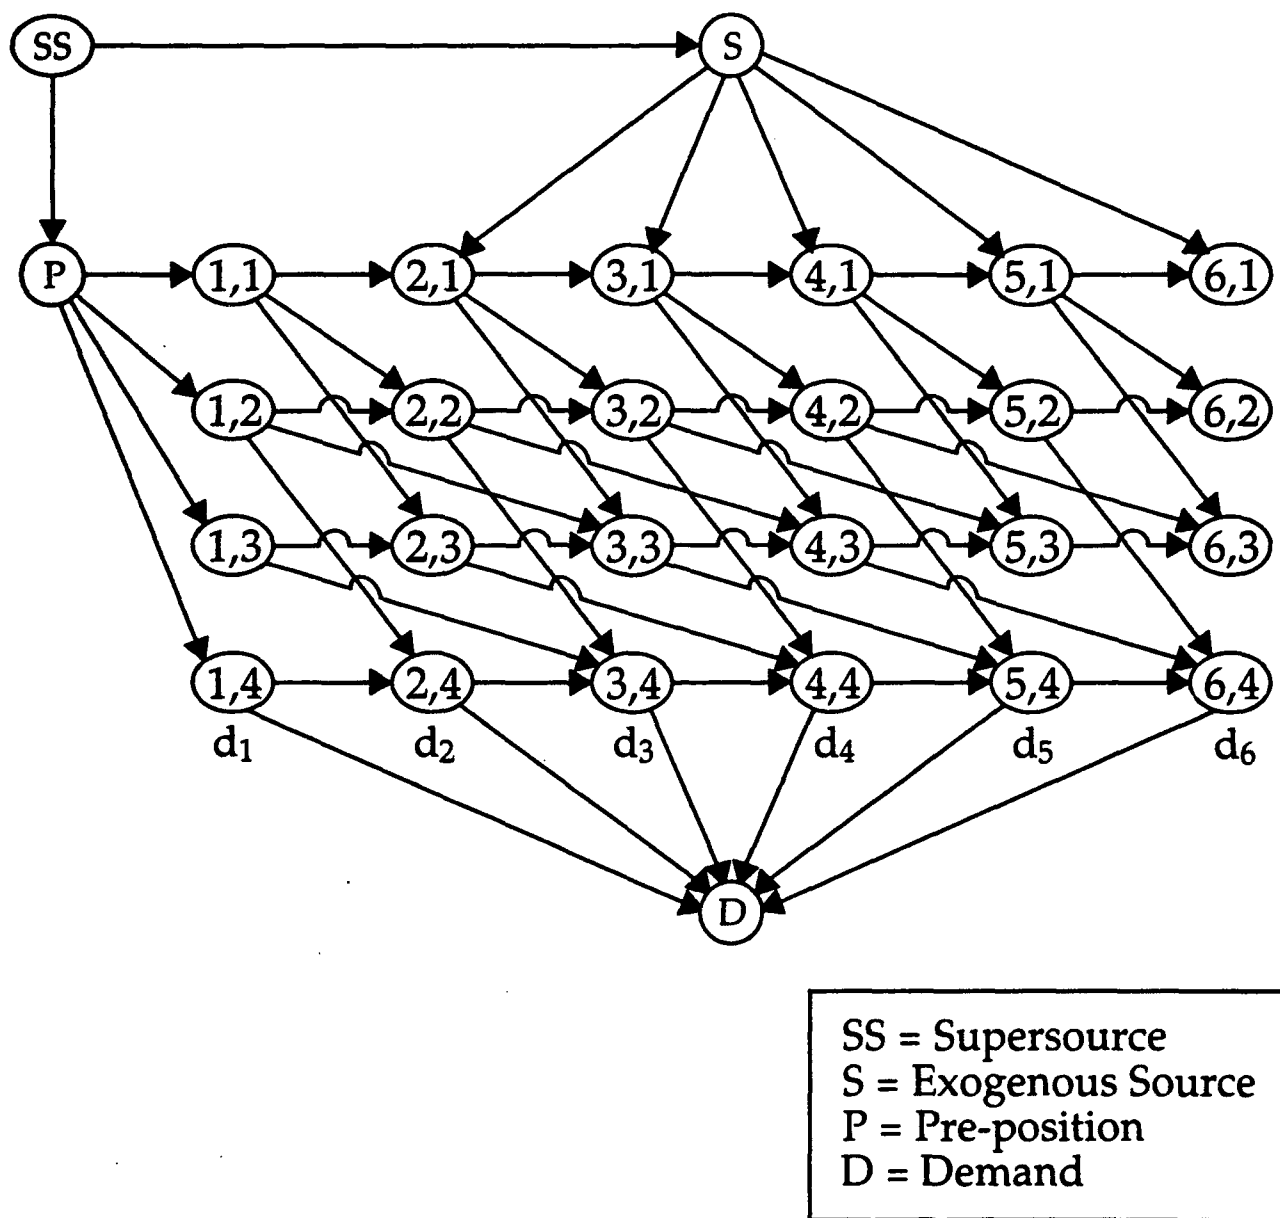 SS S
P 1,1 2,1 3,1 4,1 5,1 6,1
1,2 2,2 3,2 4,2 5,2 6,2
1,3 2,3 3,3 4,3 5,3 6,3
1,4 2,4 3,4 4,4 5,4 6,4
d1 d2 d3 d4 d5 d6
D
SS = Supersource
S = Exogenous Source
P = Pre-position
D = Demand